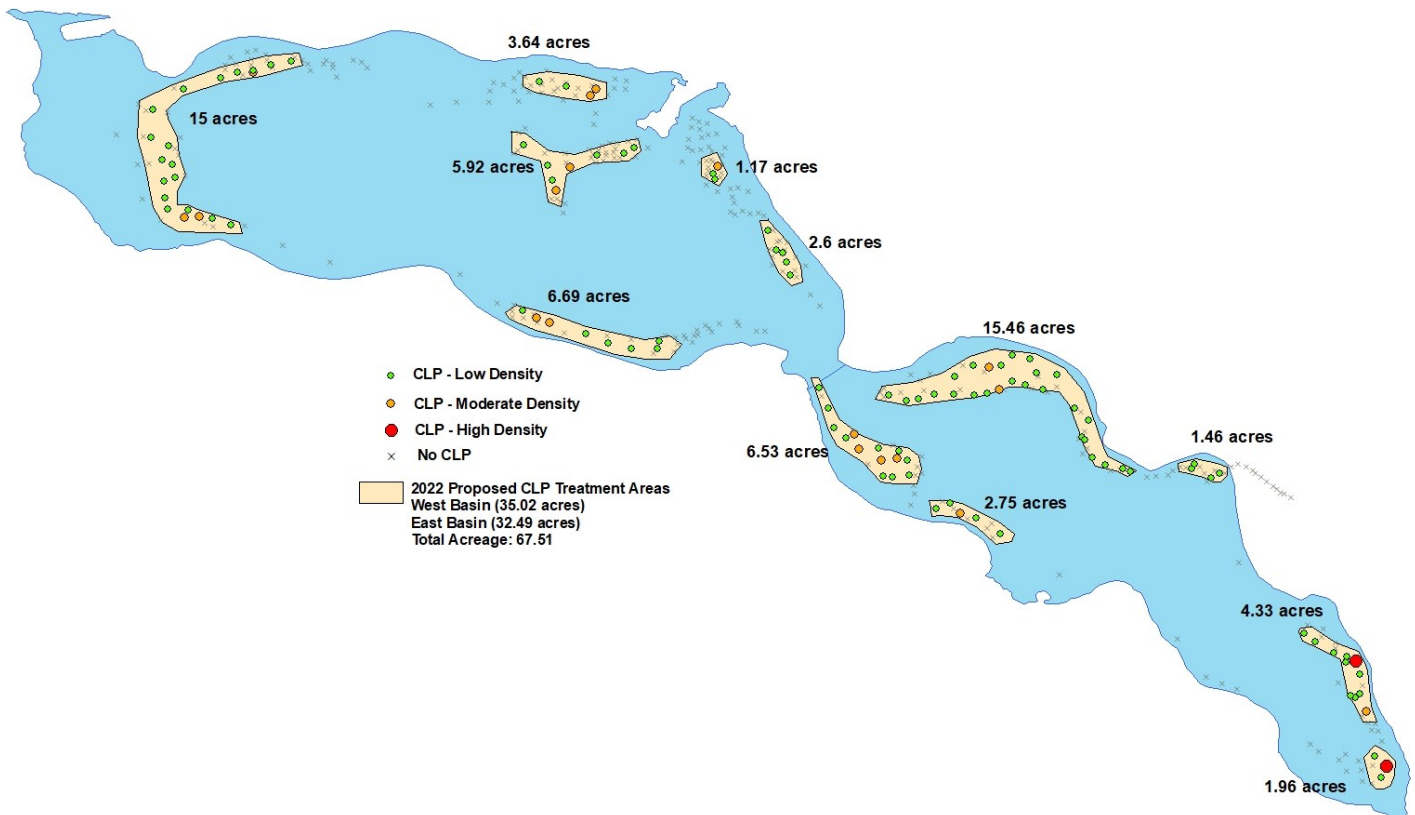 3.64 acres
15 acres
5.92 acres
1.17 acres
2.6 acres
6.69 acres
15.46 acres
CLP - Low Density
CLP - Moderate Density
CLP - High Density
No CLP
2022 Proposed CLP Treatment Areas
West Basin (35.02 acres)
East Basin (32.49 acres)
Total Acreage: 67.51
6.53 acres
1.46 acres
2.75 acres
4.33 acres
1.96 acres